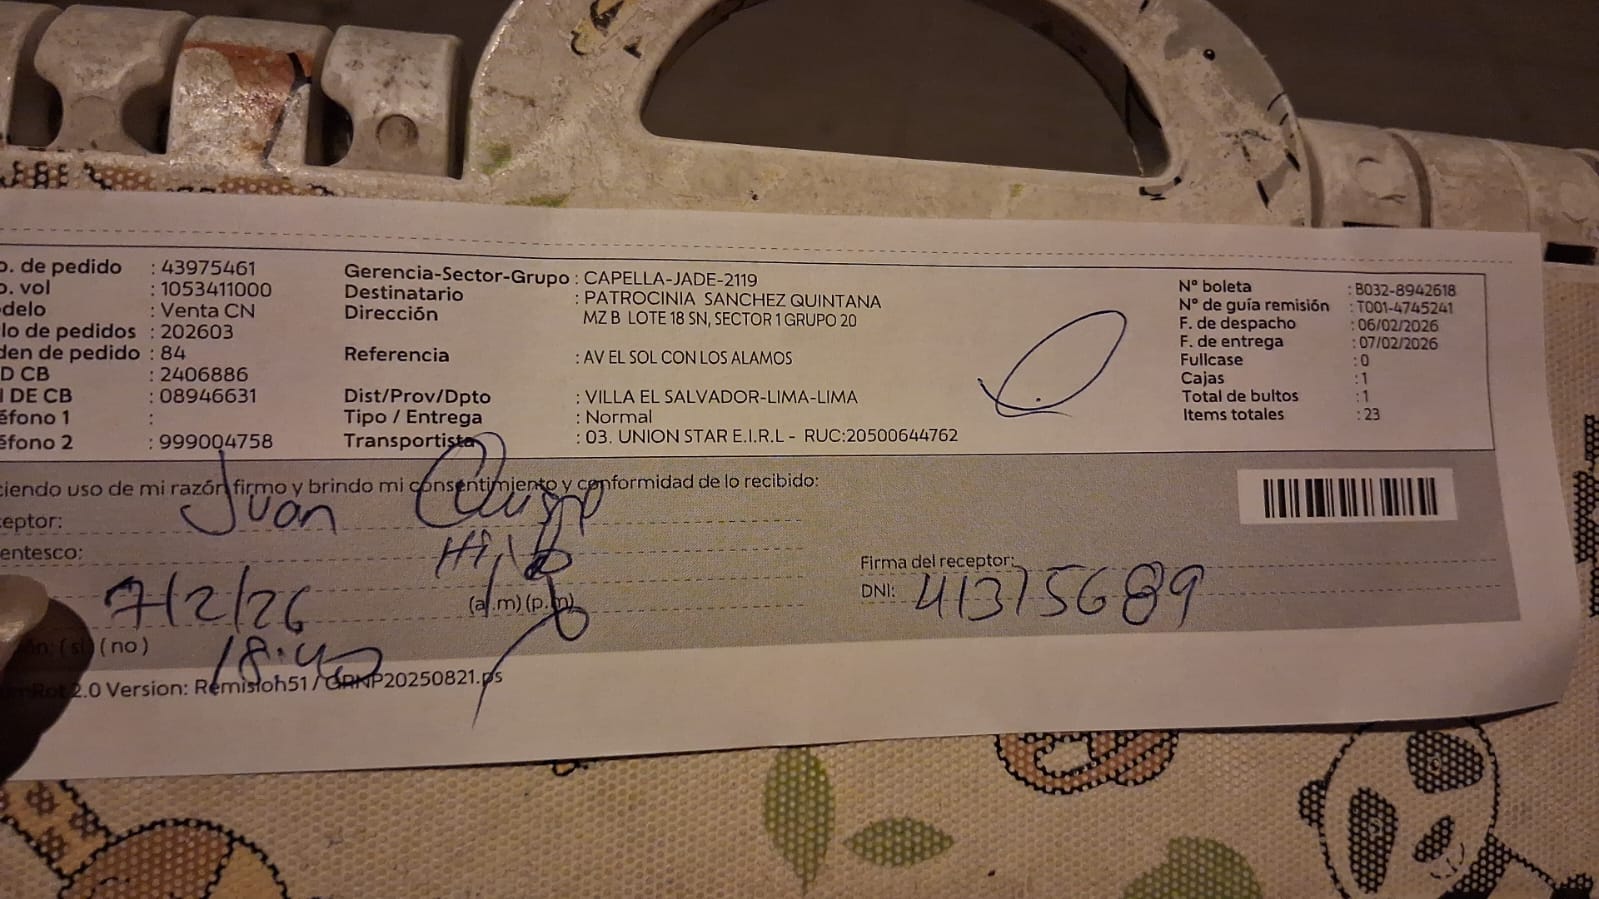 o. de pedido : 43975461
o. vol : 1053411000
delo : Venta CN
lo de pedidos : 202603
den de pedido : 84
D CB : 2406886
I DE CB : 08946631
éfono 1 :
éfono 2 : 999004758
Gerencia-Sector-Grupo : CAPELLA-JADE-2119
Destinatario : PATROCINIA SANCHEZ QUINTANA
Dirección MZ B LOTE 18 SN, SECTOR 1 GRUPO 20
Referencia : AV EL SOL CON LOS ALAMOS
Dist/Prov/Dpto : VILLA EL SALVADOR-LIMA-LIMA
Tipo / Entrega : Normal
Transportista : 03. UNION STAR E.I.R.L - RUC:20500644762
N° boleta : B032-8942618
N° de guía remisión : T001-4745241
F. de despacho : 06/02/2026
F. de entrega : 07/02/2026
Fullcase : 0
Cajas : 1
Total de bultos : 1
Items totales : 23
ciendo uso de mi razón firmo y brindo mi consentimiento y conformidad de lo recibido:
ceptor: Juan
entesco:
7/2/26 (a.m) (p.m)
(si) (no)
18:40
Rot 2.0 Version: Remisioh51 / GRNP20250821.ps
Firma del receptor:
DNI: 41375689